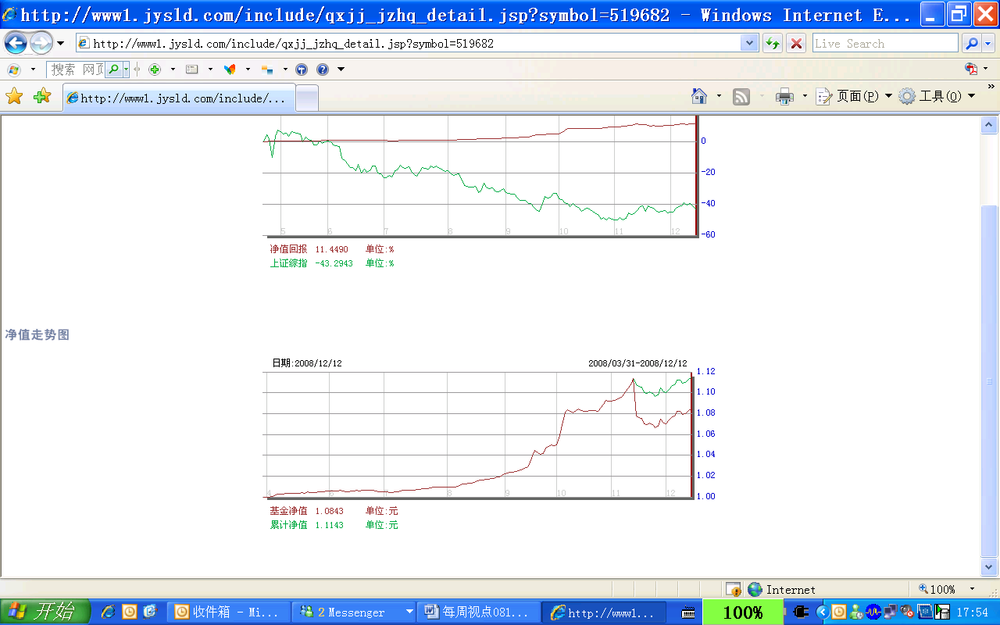 http://www1.jysld.com/include/qxjj_jzhq_detail.jsp?symbol=519682 - Windows Internet E...
http://www1.jysld.com/include/qxjj_jzhq_detail.jsp?symbol=519682
Live Search
搜索 网页
http://www1.jysld.com/include/...
页面(P)
工具(O)
0
-20
-40
-60
5 6 7 8 9 10 11 12
净值回报 11.4490 单位:%
上证综指 -43.2943 单位:%
净值走势图
日期:2008/12/12 2008/03/31-2008/12/12
1.12
1.10
1.08
1.06
1.04
1.02
1.00
4 6 7 8 9 10 11 12
基金净值 1.0843 单位:元
累计净值 1.1143 单位:元
Internet 100%
开始 收件箱 - Mi... 2 Messenger 每周视点081... http://www1... 100% 17:54